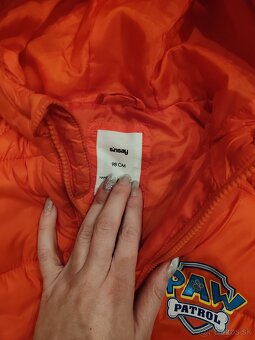 sinsay
98 CM
PAW
PATROL